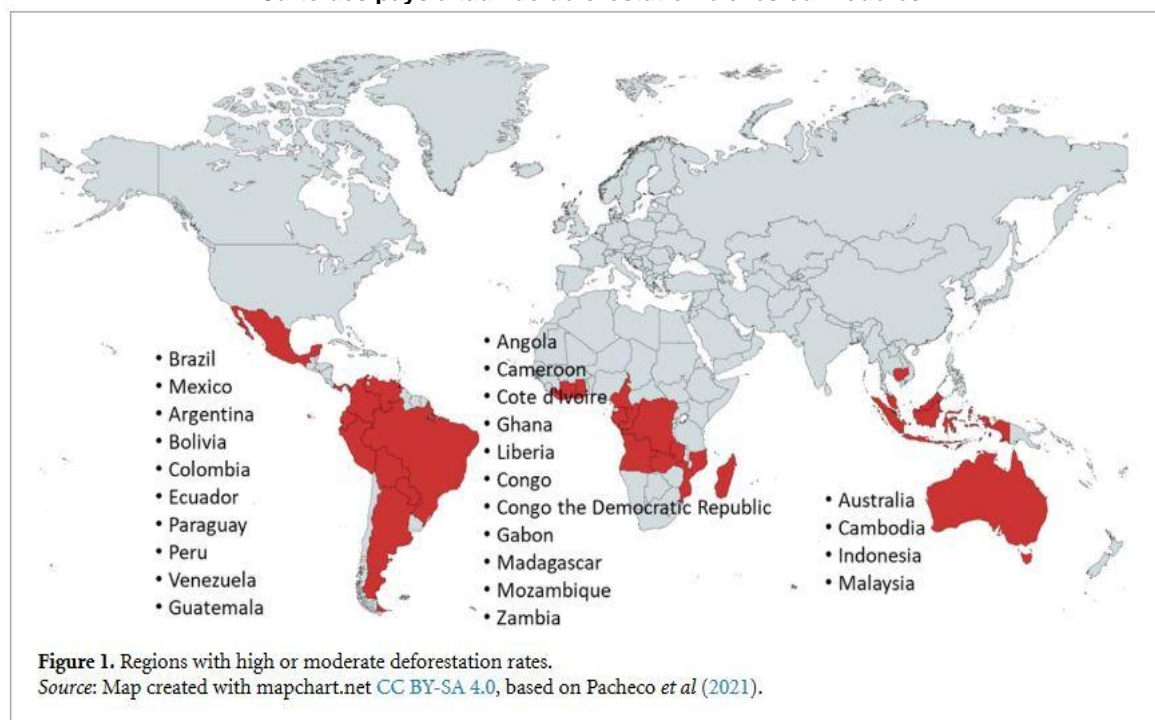 • Brazil
• Mexico
• Argentina
• Bolivia
• Colombia
• Ecuador
• Paraguay
• Peru
• Venezuela
• Guatemala
• Angola
• Cameroon
• Cote d'Ivoire
• Ghana
• Liberia
• Congo
• Congo the Democratic Republic
• Gabon
• Madagascar
• Mozambique
• Zambia
• Australia
• Cambodia
• Indonesia
• Malaysia
Figure 1. Regions with high or moderate deforestation rates.
Source: Map created with mapchart.net CC BY-SA 4.0, based on Pacheco et al (2021).